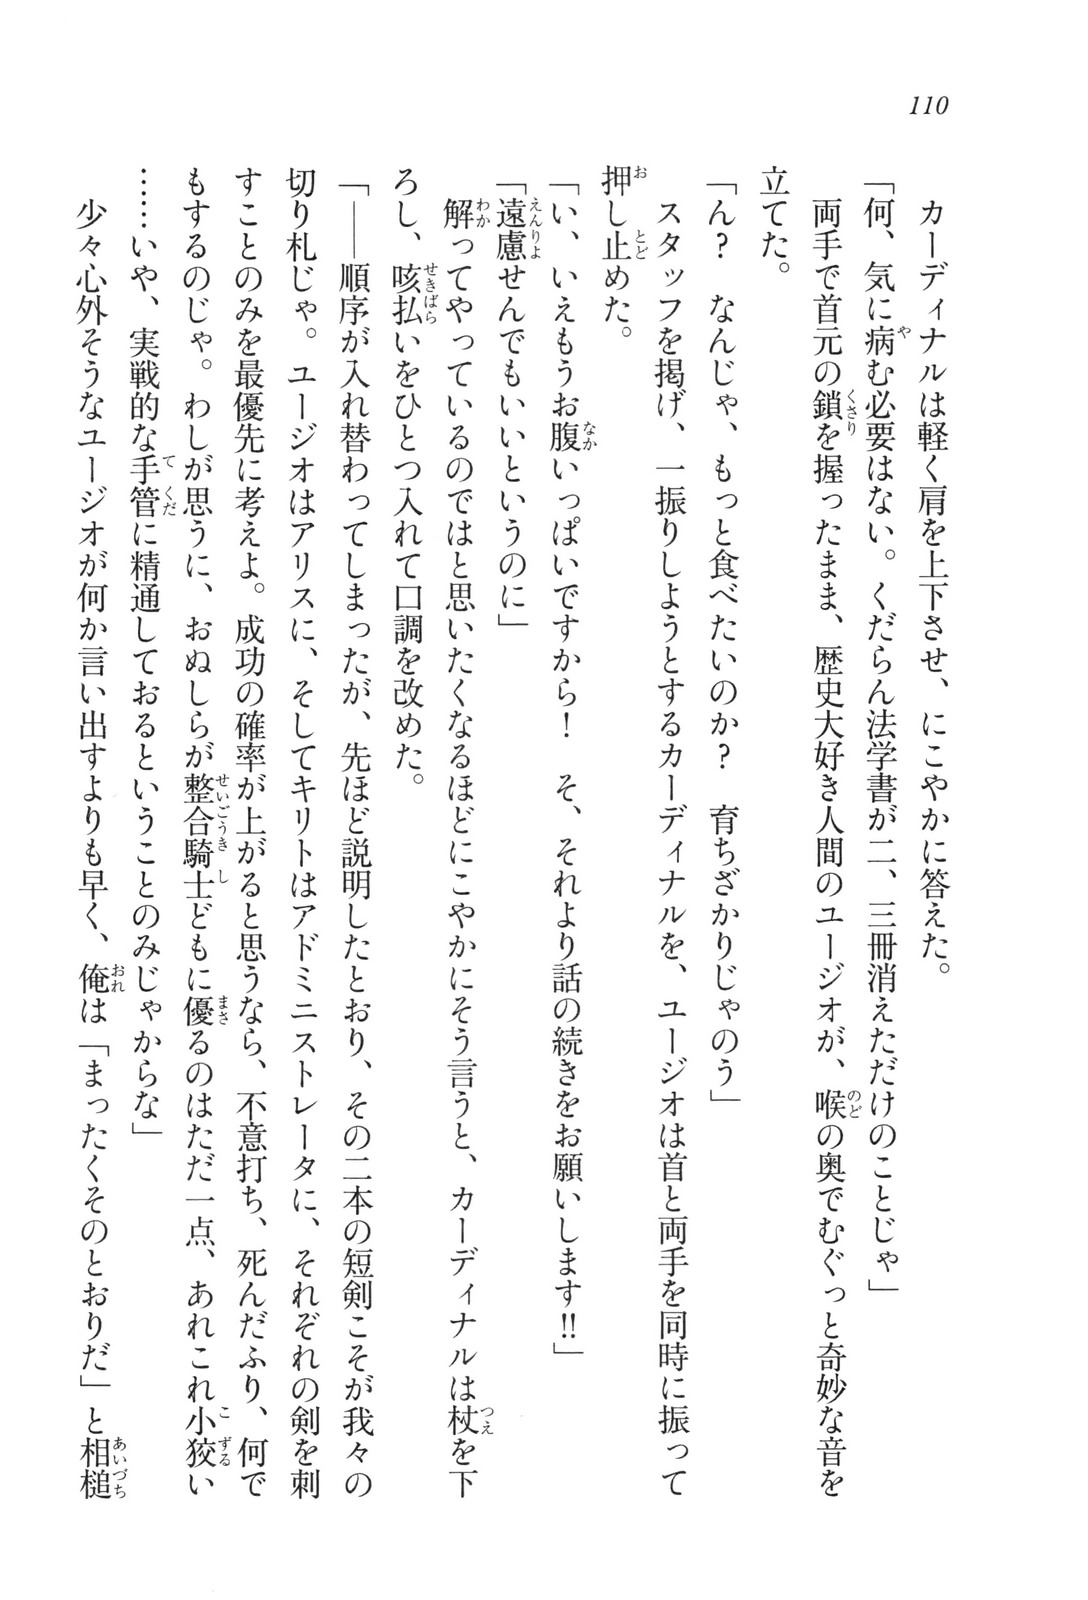 110
カーディナルは軽く肩を上下させ、にこやかに答えた。
「何、気に病む必要はない。くだらん法学書が二、三冊消えただけのことじゃ」
両手で首元の鎖を握ったまま、歴史大好き人間のユージオが、喉の奥でむぐっと奇妙な音を
立てた。
「ん？　なんじゃ、もっと食べたいのか？　育ちざかりじゃのう」
スタッフを掲げ、一振りしようとするカーディナルを、ユージオは首と両手を同時に振って
押し止めた。
「い、いえもうお腹いっぱいですから！　そ、それより話の続きをお願いします!!」
「遠慮せんでもいいというのに」
解ってやっているのではと思いたくなるほどにこやかにそう言うと、カーディナルは杖を下
ろし、咳払いをひとつ入れて口調を改めた。
「――順序が入れ替わってしまったが、先ほど説明したとおり、その二本の短剣こそが我々の
切り札じゃ。ユージオはアリスに、そしてキリトはアドミニストレータに、それぞれの剣を刺
すことのみを最優先に考えよ。成功の確率が上がると思うなら、不意打ち、死んだふり、何で
もするのじゃ。わしが思うに、おぬしらが整合騎士どもに優るのはただ一点、あれこれ小狡い
……いや、実戦的な手管に精通しておるということのみじゃからな」
少々心外そうなユージオが何か言い出すよりも早く、俺は「まったくそのとおりだ」と相槌